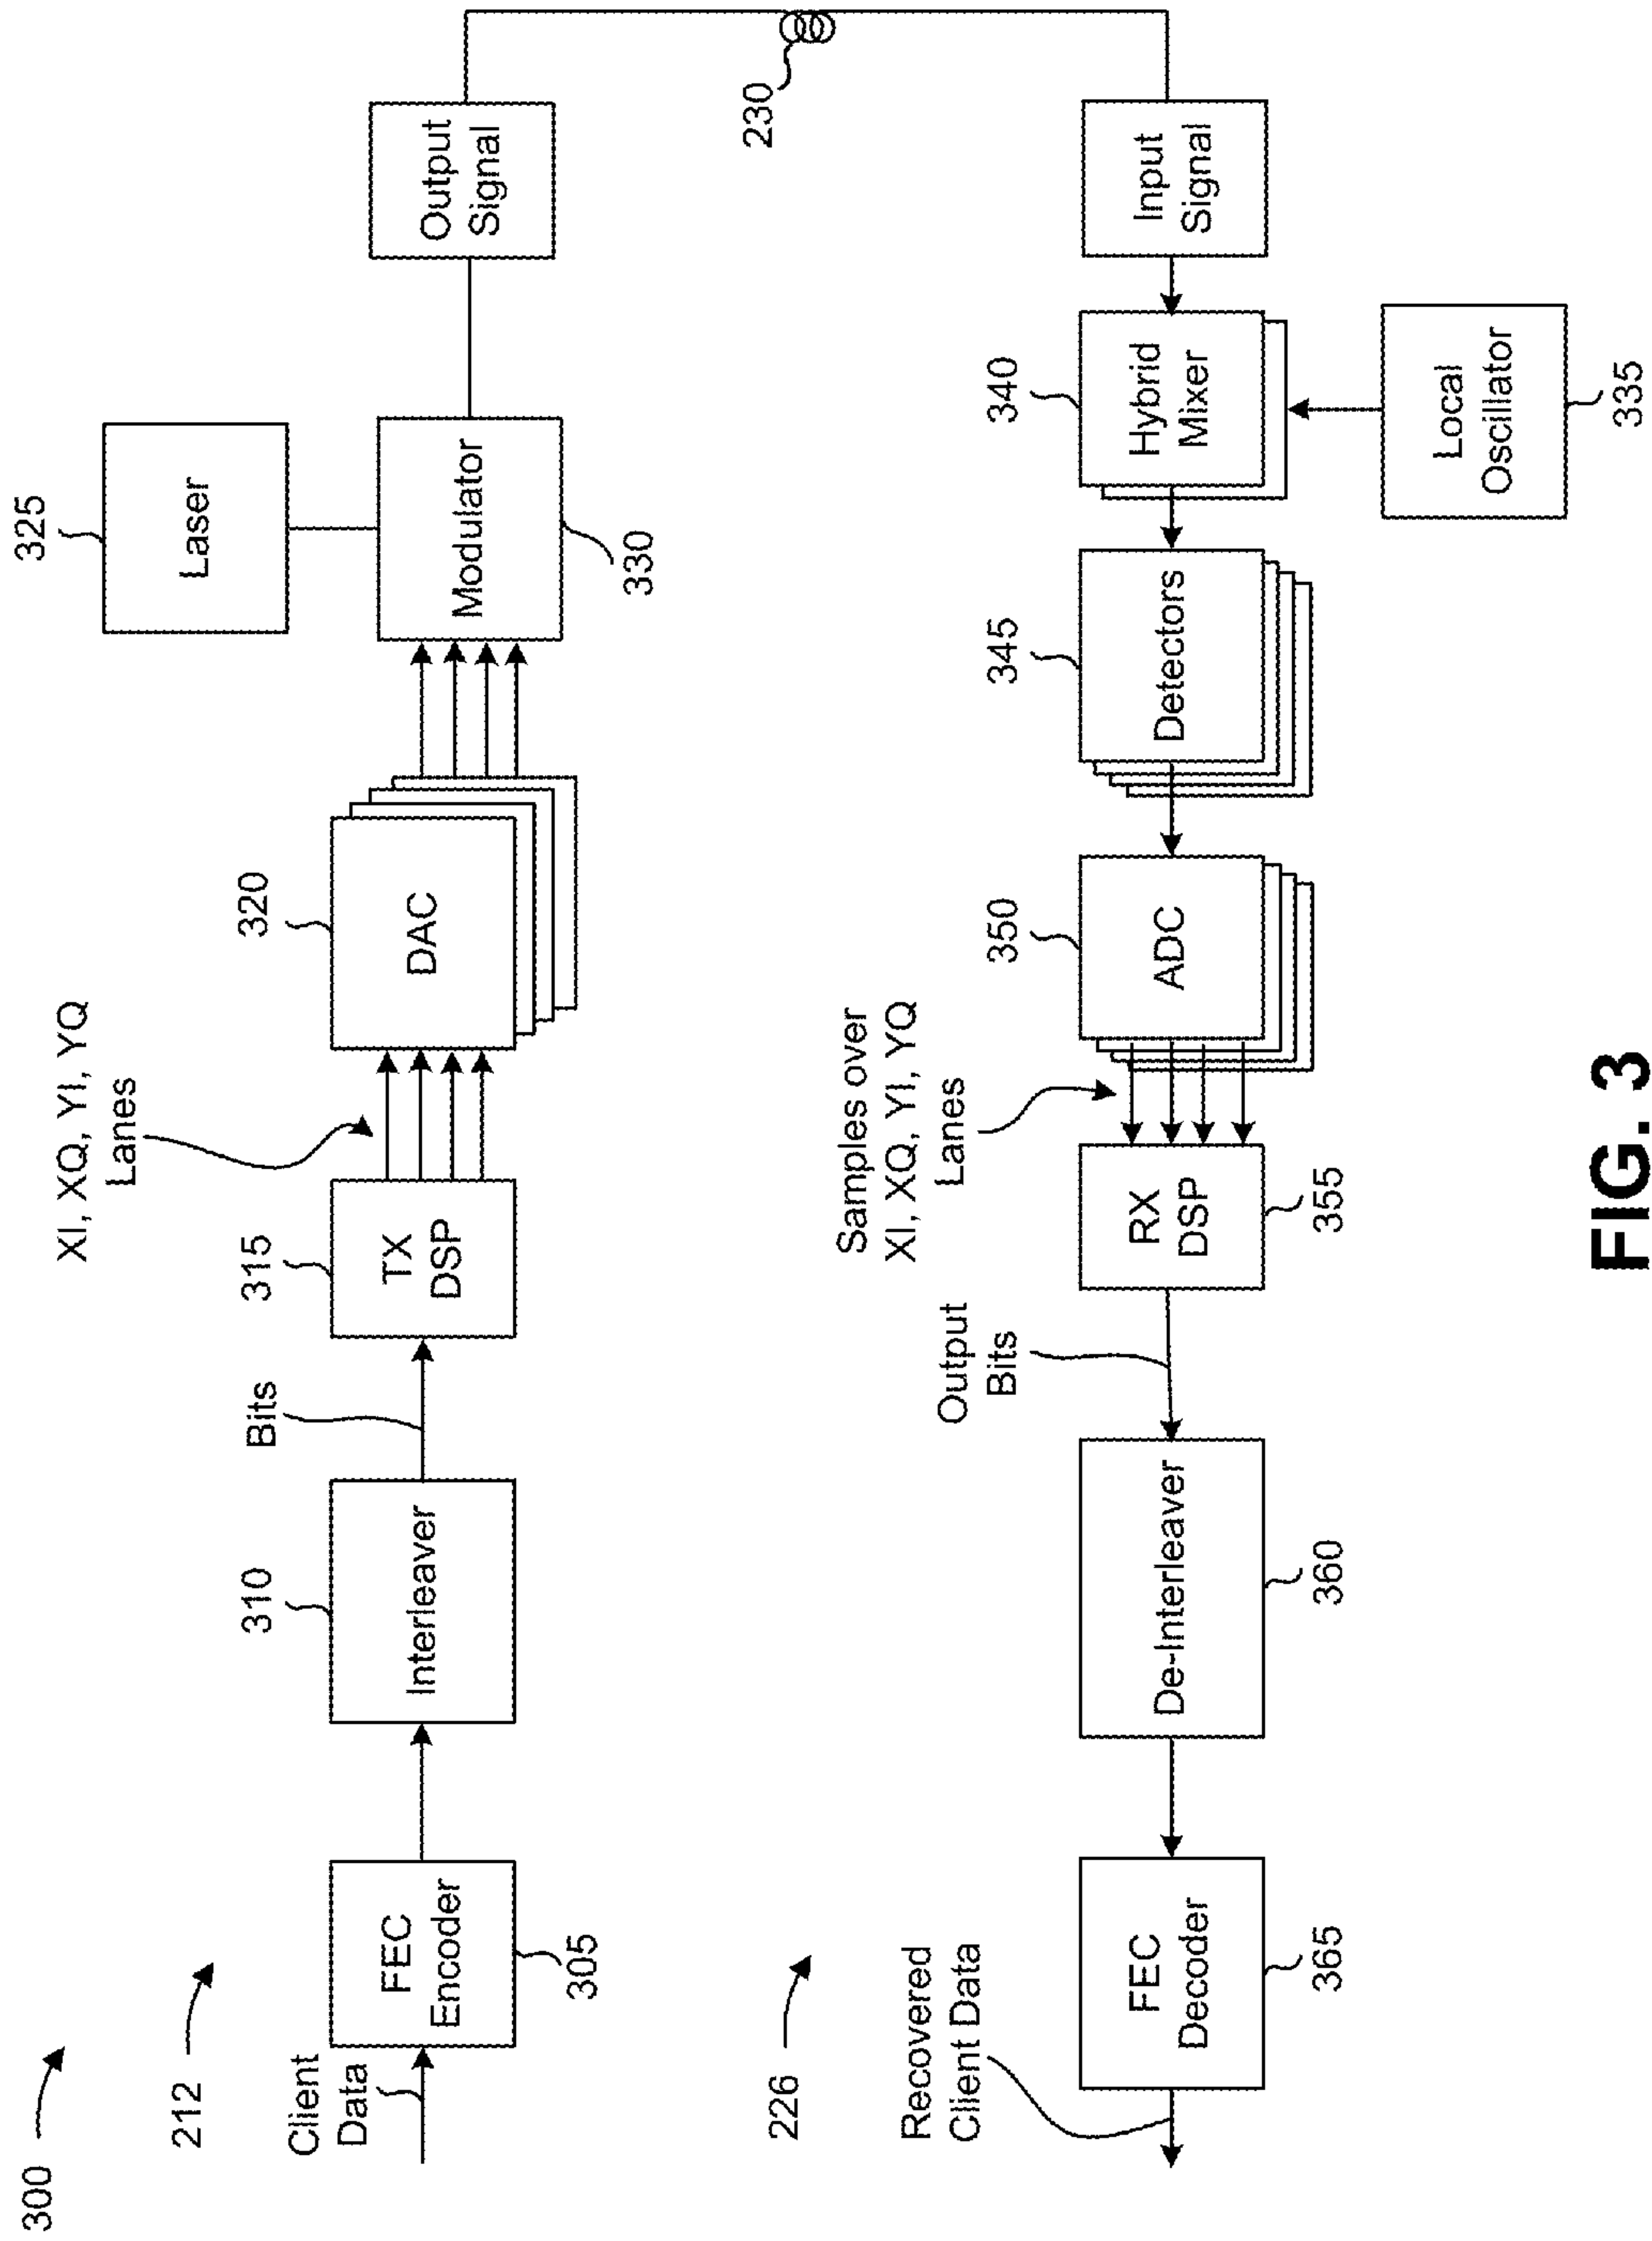 300
212
Client
Data
FEC
Encoder
305
310
Interleaver
Bits
315
TX
DSP
XI, XQ, YI, YQ
Lanes
320
DAC
325
Laser
Modulator
330
Output
Signal
230
226
Recovered
Client Data
FEC
Decoder
365
De-Interleaver
360
Output
Bits
RX
DSP
355
Samples over
XI, XQ, YI, YQ
Lanes
350
ADC
345
Detectors
340
Hybrid
Mixer
Input
Signal
Local
Oscillator
335
FIG. 3